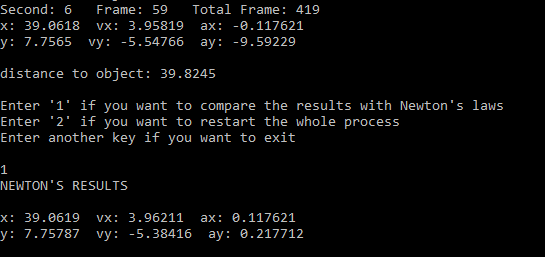 Second: 6   Frame: 59   Total Frame: 419
x: 39.0618  vx: 3.95819  ax: -0.117621
y: 7.7565  vy: -5.54766  ay: -9.59229
distance to object: 39.8245
Enter '1' if you want to compare the results with Newton's laws
Enter '2' if you want to restart the whole process
Enter another key if you want to exit
1
NEWTON'S RESULTS
x: 39.0619  vx: 3.96211  ax: 0.117621
y: 7.75787  vy: -5.38416  ay: 0.217712